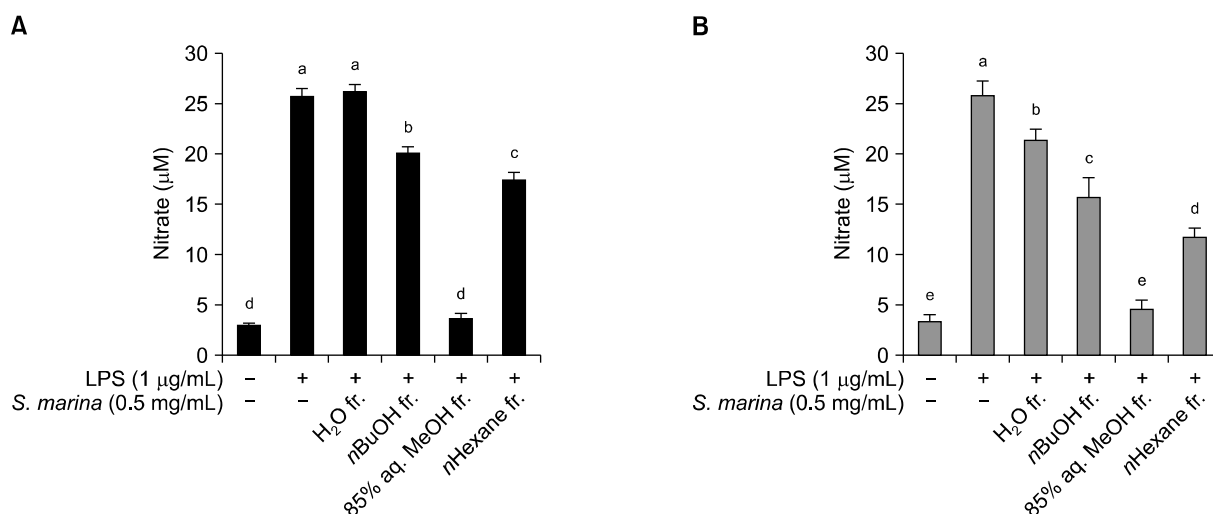 A
Nitrate (μM)
30
25
20
15
10
5
0
d
a
a
b
d
c
LPS (1 μg/mL) − + + + + +
S. marina (0.5 mg/mL) − − H₂O fr. nBuOH fr. 85% aq. MeOH fr. nHexane fr.
B
Nitrate (μM)
30
25
20
15
10
5
0
e
a
b
c
e
d
LPS (1 μg/mL) − + + + + +
S. marina (0.5 mg/mL) − − H₂O fr. nBuOH fr. 85% aq. MeOH fr. nHexane fr.